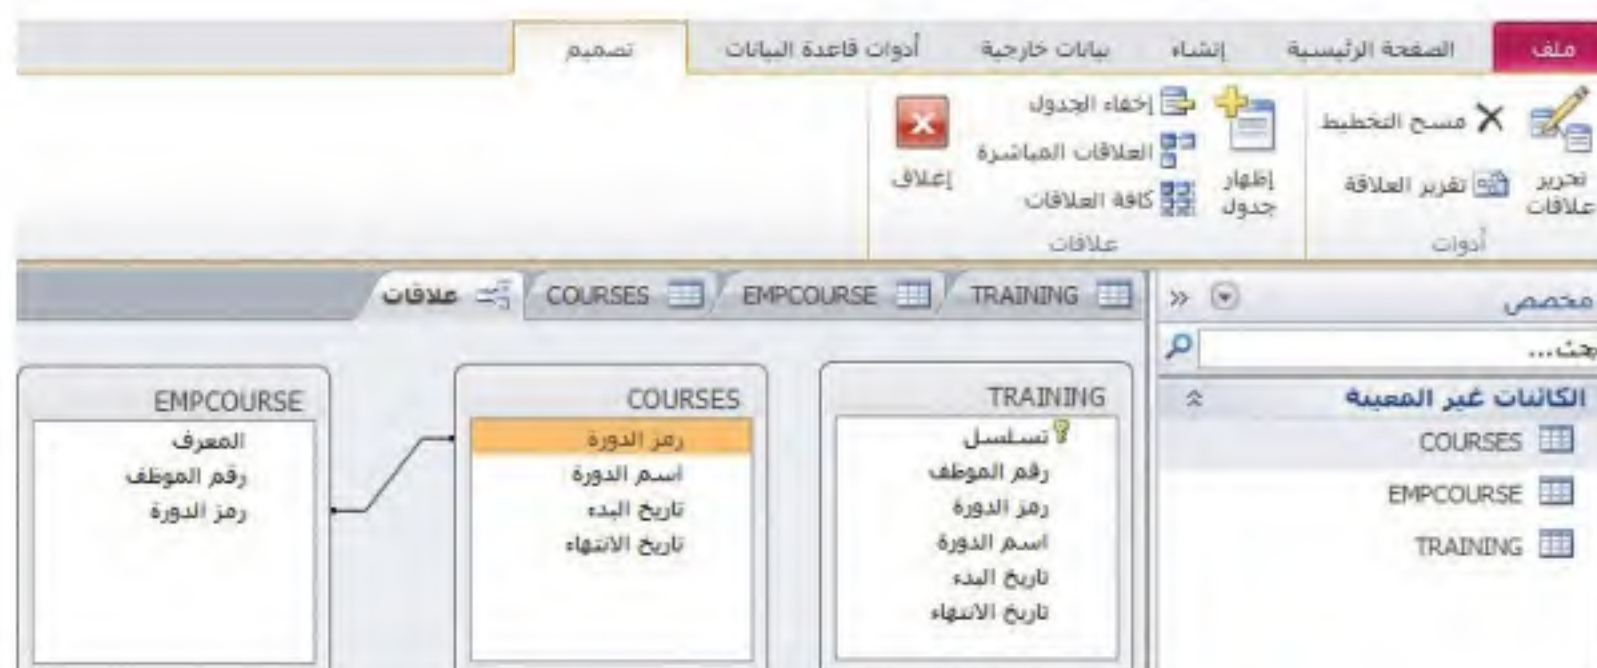 ملف الصفحة الرئيسية إنشاء بيانات خارجية أدوات قاعدة البيانات تصميم
تحرير علاقات
مسح التخطيط
تقرير العلاقة
أدوات
إظهار جدول
إخفاء الجدول
العلاقات المباشرة
كافة العلاقات
إغلاق
علاقات
مخصص
TRAINING EMPCOURSE COURSES علاقات
بحث...
الكائنات غير المعينة
COURSES
EMPCOURSE
TRAINING
TRAINING
تسلسل
رقم الموظف
رمز الدورة
اسم الدورة
تاريخ البدء
تاريخ الانتهاء
COURSES
رمز الدورة
اسم الدورة
تاريخ البدء
تاريخ الانتهاء
EMPCOURSE
المعرف
رقم الموظف
رمز الدورة